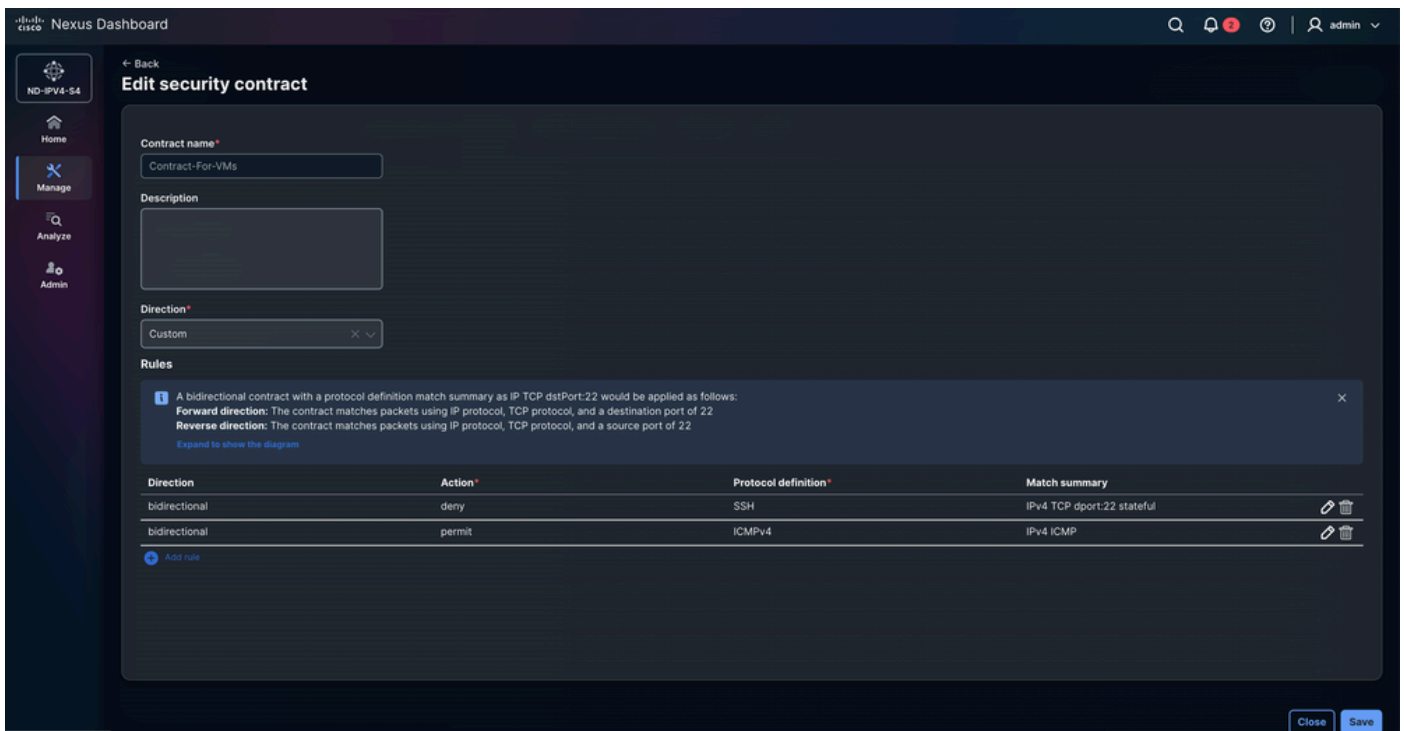 cisco Nexus Dashboard
2
admin
ND-IPV4-S4
Home
Manage
Analyze
Admin
← Back
Edit security contract
Contract name*
Contract-For-VMs
Description
Direction*
Custom
Rules
A bidirectional contract with a protocol definition match summary as IP TCP dstPort:22 would be applied as follows:
Forward direction: The contract matches packets using IP protocol, TCP protocol, and a destination port of 22
Reverse direction: The contract matches packets using IP protocol, TCP protocol, and a source port of 22
Expand to show the diagram
Direction Action* Protocol definition* Match summary
bidirectional deny SSH IPv4 TCP dport:22 stateful
bidirectional permit ICMPv4 IPv4 ICMP
Add rule
Close Save